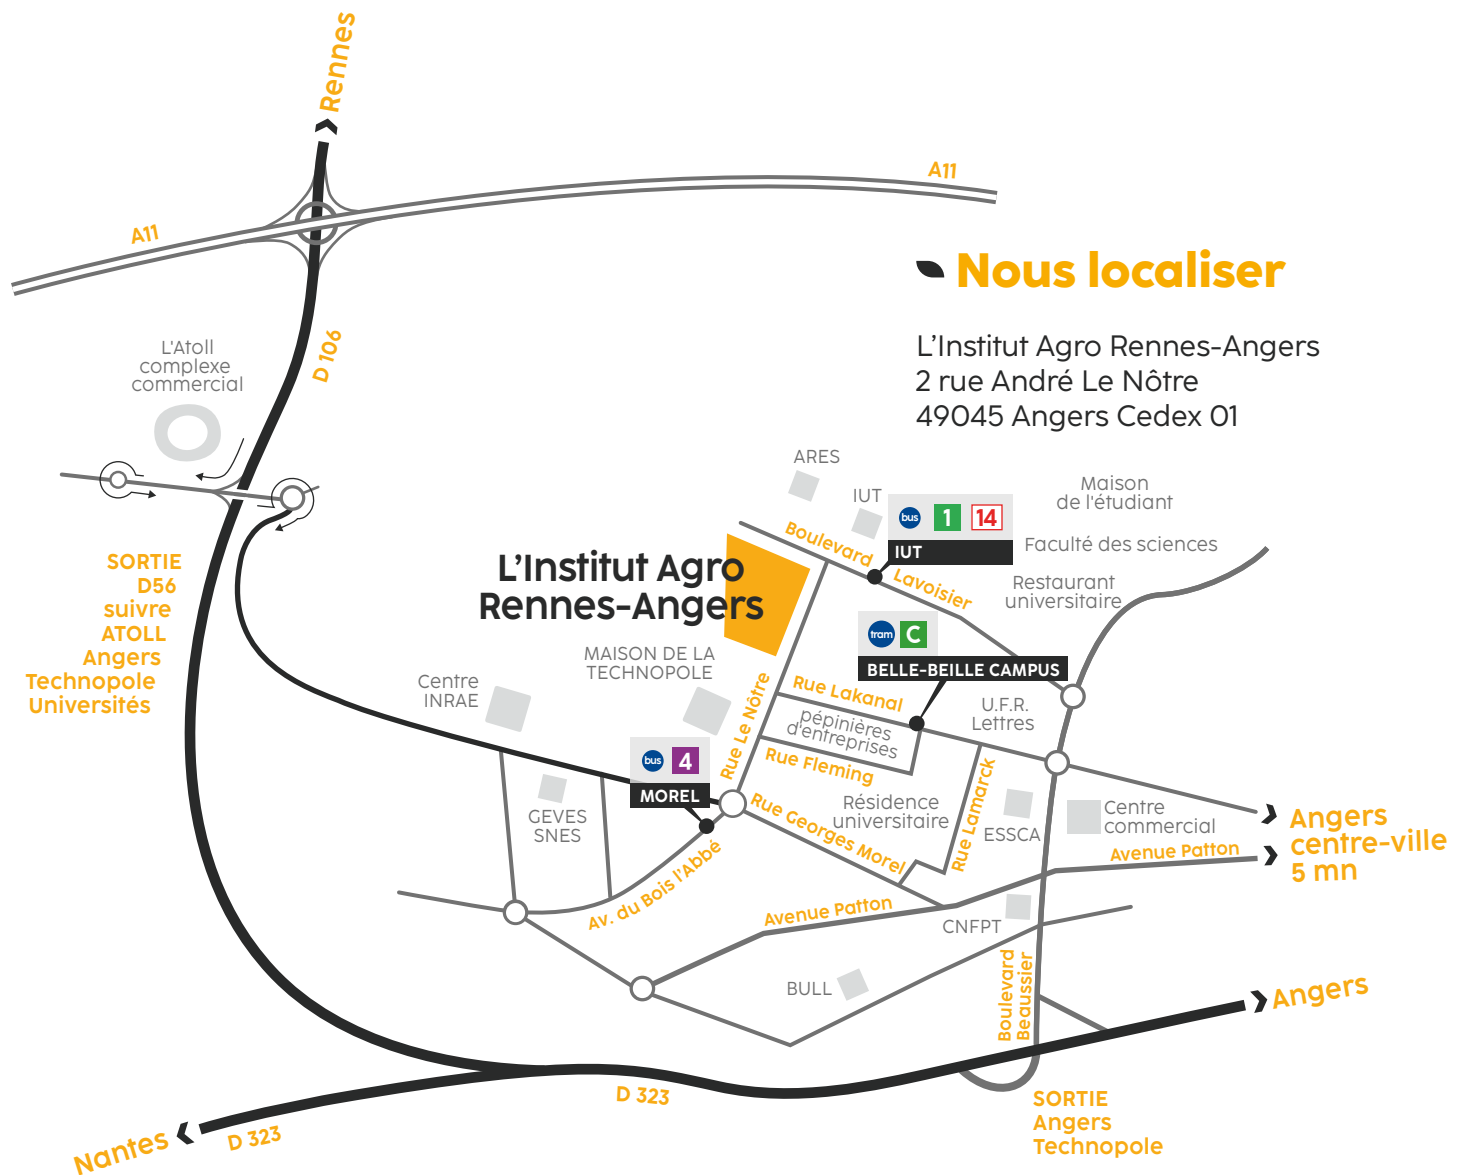 Rennes
A11
A11
Nous localiser
L'Institut Agro Rennes-Angers
2 rue André Le Nôtre
49045 Angers Cedex 01
D 106
L'Atoll
complexe
commercial
SORTIE
D56
suivre
ATOLL
Angers
Technopole
Universités
ARES
IUT
bus 1 14
IUT
Maison
de l'étudiant
Faculté des sciences
Restaurant
universitaire
Boulevard Lavoisier
L'Institut Agro
Rennes-Angers
tram C
BELLE-BEILLE CAMPUS
MAISON DE LA
TECHNOPOLE
Centre
INRAE
Rue Le Nôtre
Rue Lakanal
pépinières
d'entreprises
Rue Fleming
U.F.R.
Lettres
bus 4
MOREL
GEVES
SNES
Rue Georges Morel
Résidence
universitaire
Rue Lamarck
ESSCA
Centre
commercial
Angers
centre-ville
5 mn
Avenue Patton
Av. du Bois l'Abbé
Avenue Patton
CNFPT
BULL
Boulevard
Beaussier
Angers
D 323
SORTIE
Angers
Technopole
Nantes
D 323